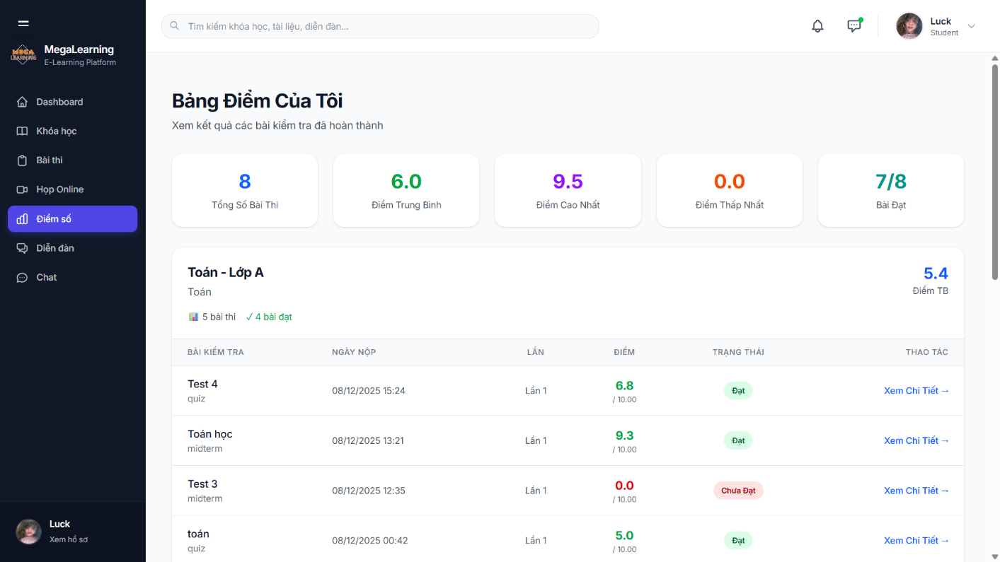 Tìm kiếm khóa học, tài liệu, diễn đàn...
Luck
Student
MEGA
LEARNING
MegaLearning
E-Learning Platform
Dashboard
Khóa học
Bài thi
Họp Online
Điểm số
Diễn đàn
Chat
Luck
Xem hồ sơ
Bảng Điểm Của Tôi
Xem kết quả các bài kiểm tra đã hoàn thành
8
Tổng Số Bài Thi
6.0
Điểm Trung Bình
9.5
Điểm Cao Nhất
0.0
Điểm Thấp Nhất
7/8
Bài Đạt
Toán - Lớp A
Toán
5 bài thi ✓ 4 bài đạt
5.4
Điểm TB
BÀI KIỂM TRA NGÀY NỘP LẦN ĐIỂM TRẠNG THÁI THAO TÁC
Test 4
quiz
08/12/2025 15:24 Lần 1 6.8 / 10.00 Đạt Xem Chi Tiết →
Toán học
midterm
08/12/2025 13:21 Lần 1 9.3 / 10.00 Đạt Xem Chi Tiết →
Test 3
midterm
08/12/2025 12:35 Lần 1 0.0 / 10.00 Chưa Đạt Xem Chi Tiết →
toán
quiz
08/12/2025 00:42 Lần 1 5.0 / 10.00 Đạt Xem Chi Tiết →